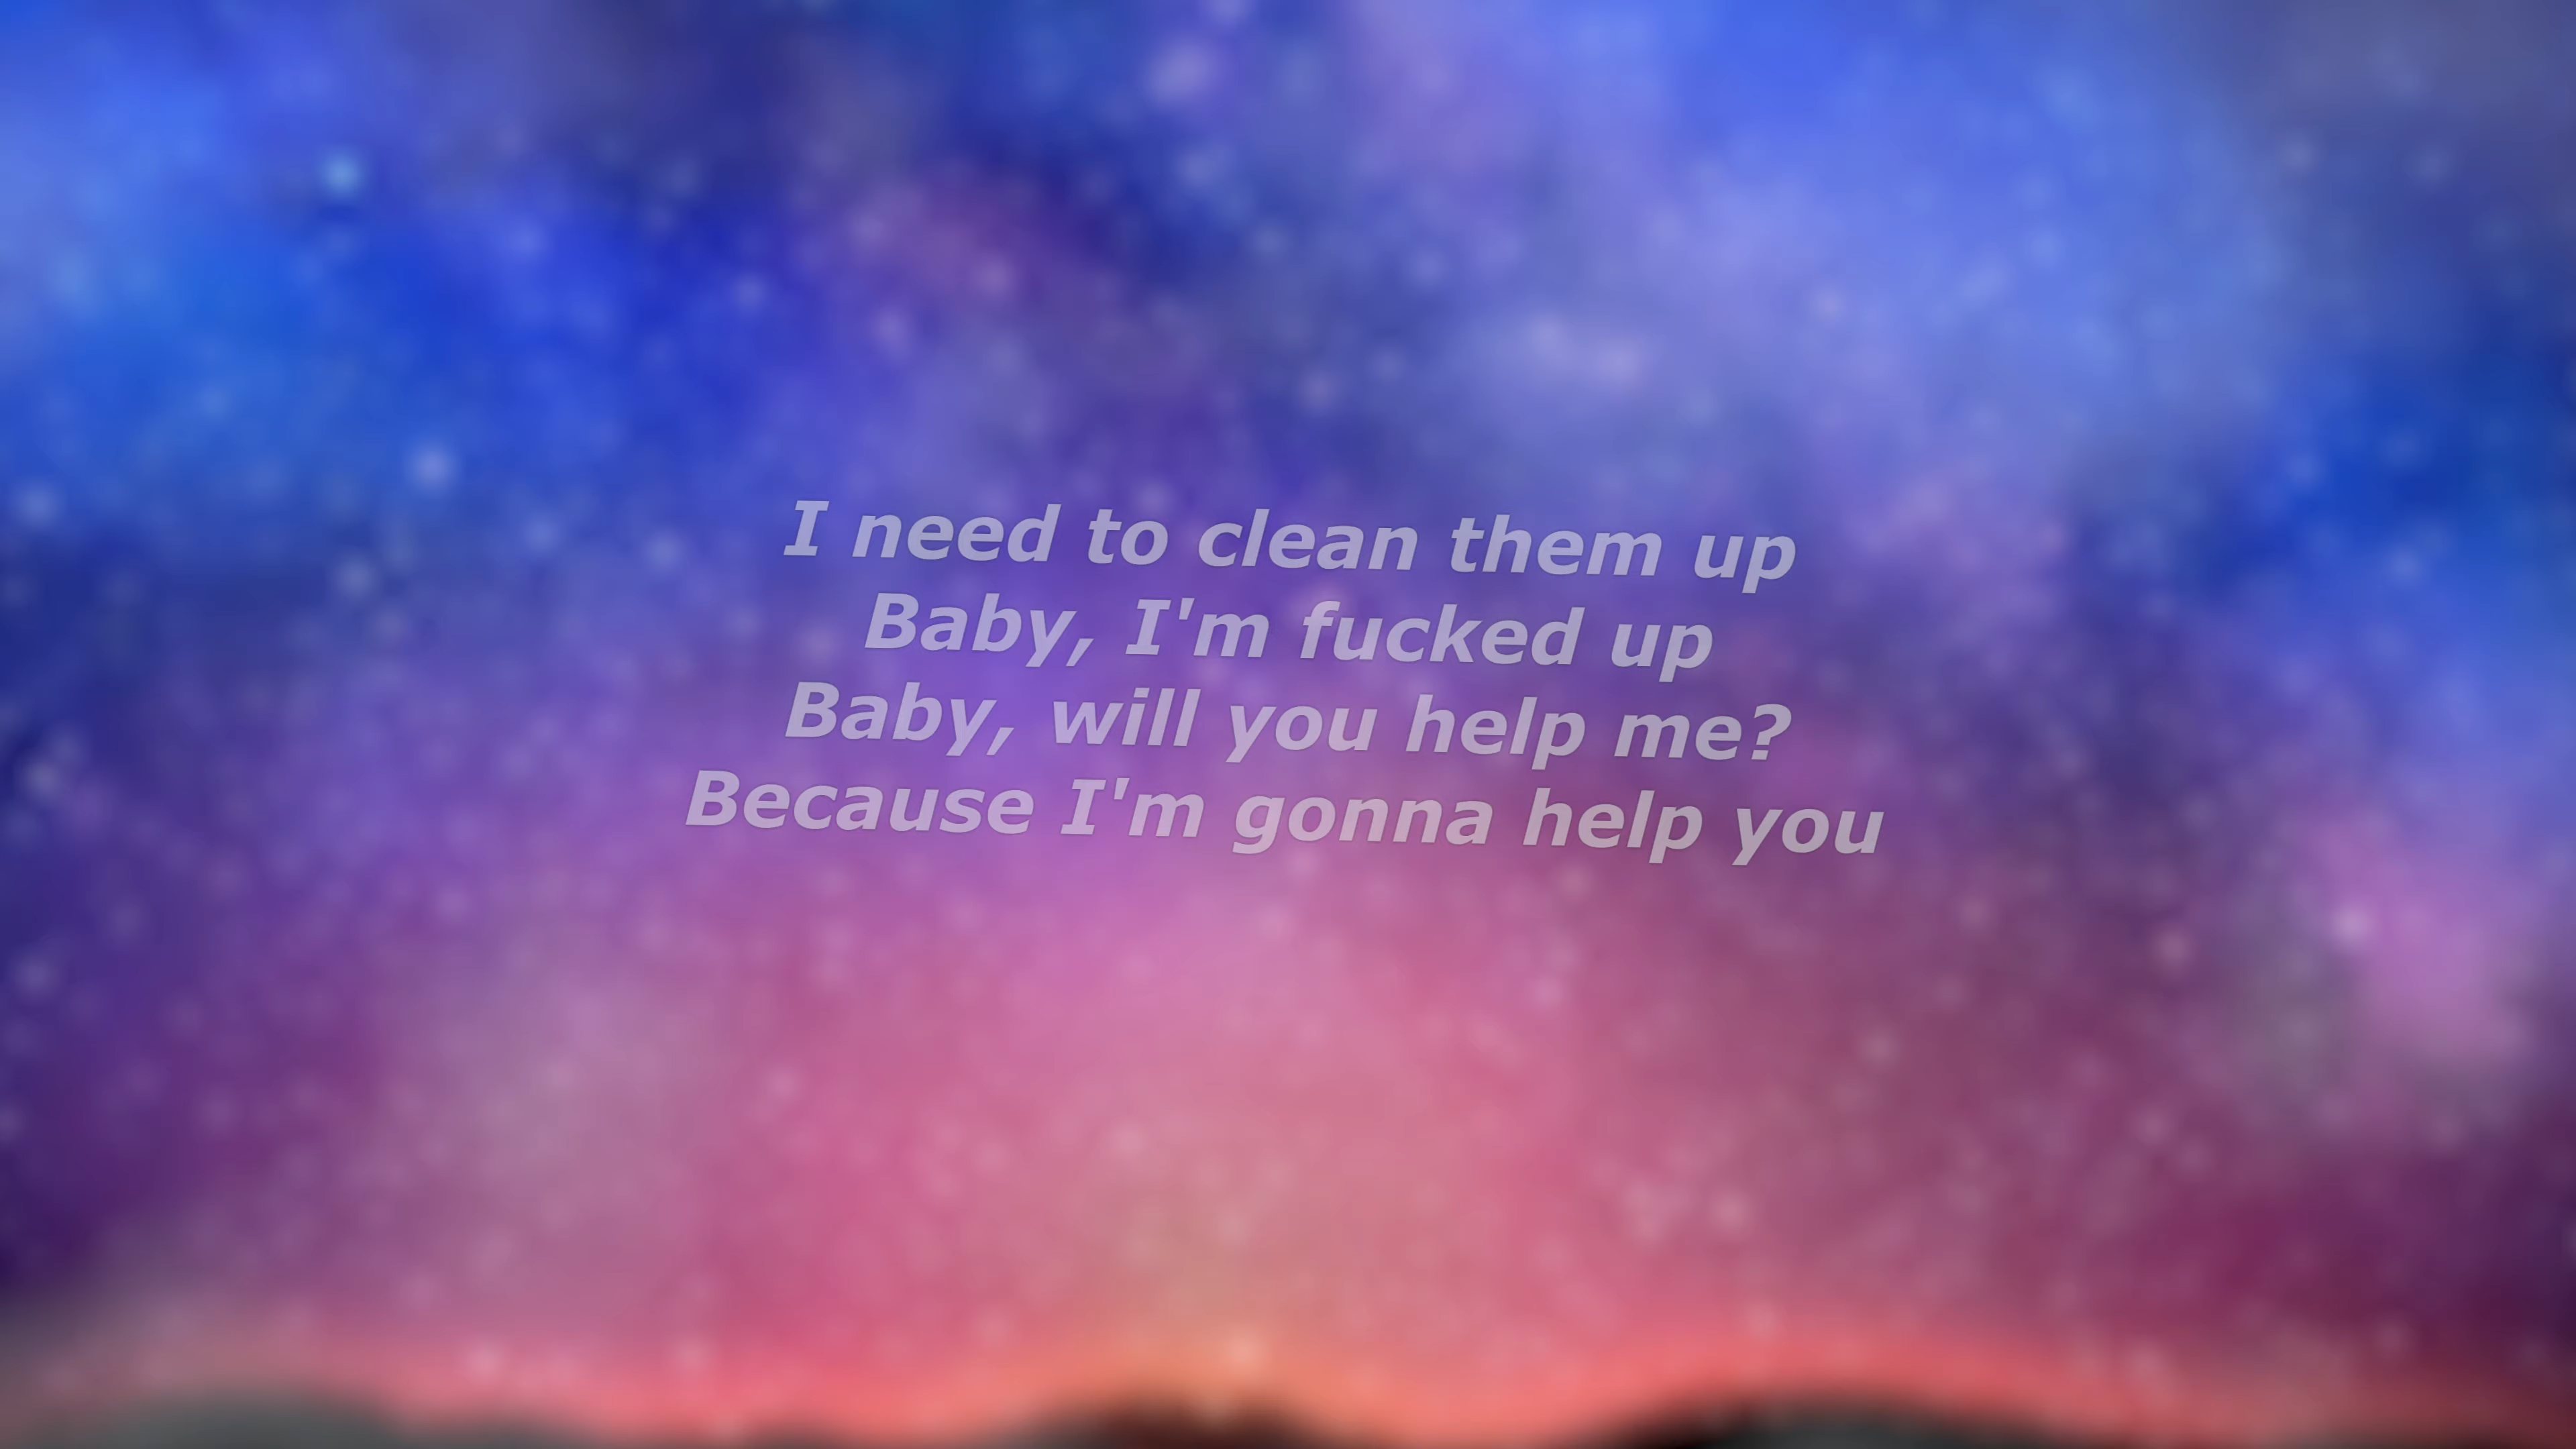 I need to clean them up
Baby, I'm fucked up
Baby, will you help me?
Because I'm gonna help you